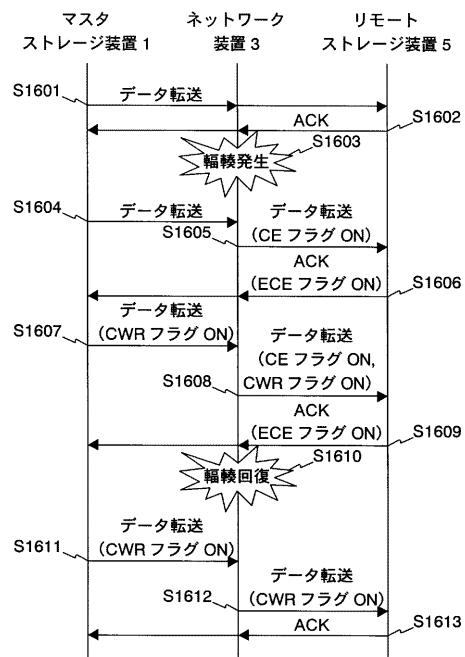 マスタ
ストレージ装置 1
ネットワーク
装置 3
リモート
ストレージ装置 5
S1601
データ転送
ACK
S1602
S1603
輻輳発生
S1604
データ転送
S1605
データ転送
(CE フラグ ON)
ACK
(ECE フラグ ON)
S1606
S1607
データ転送
(CWR フラグ ON)
データ転送
(CE フラグ ON,
CWR フラグ ON)
S1608
ACK
(ECE フラグ ON)
S1609
S1610
輻輳回復
S1611
データ転送
(CWR フラグ ON)
S1612
データ転送
(CWR フラグ ON)
ACK
S1613